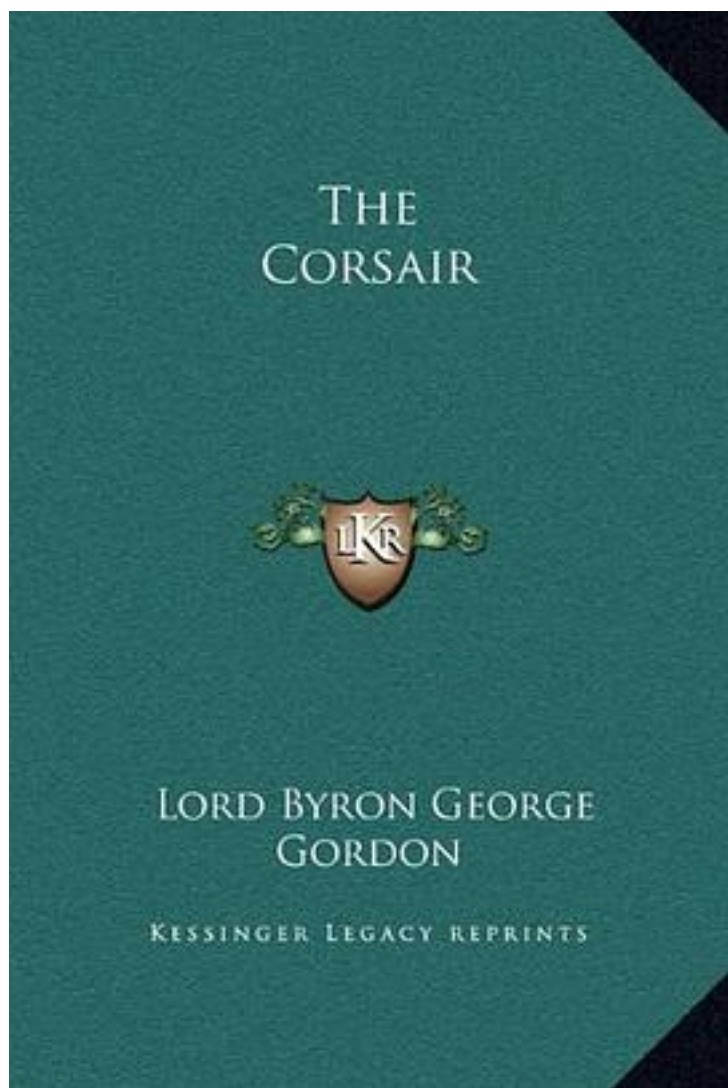 THE
CORSAIR
LKR
LORD BYRON GEORGE
GORDON
KESSINGER LEGACY REPRINTS